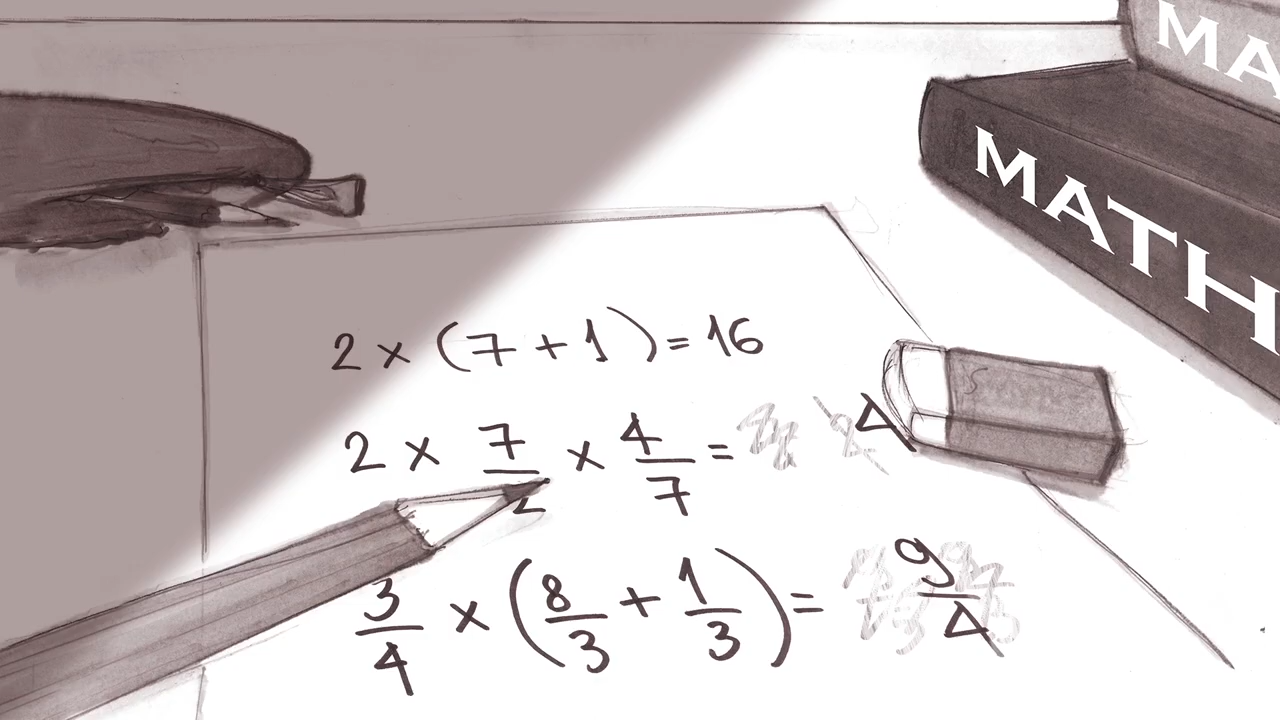 MA
MATH
2 × (7 + 1) = 16
2 × 7/2 × 4/7 = 4
3/4 × (8/3 + 1/3) = 9/4